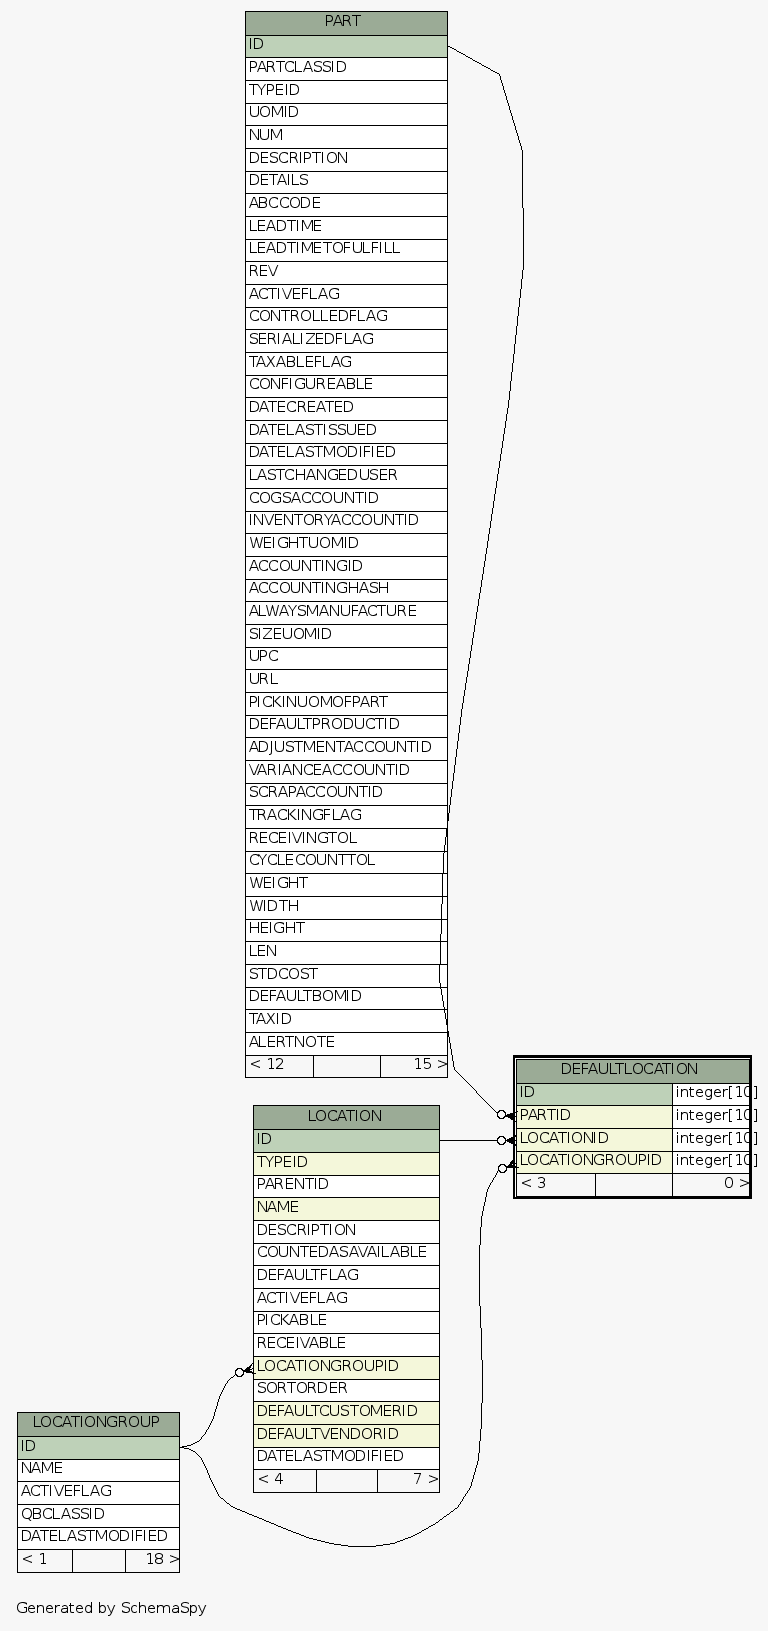 PART
ID
PARTCLASSID
TYPEID
UOMID
NUM
DESCRIPTION
DETAILS
ABCCODE
LEADTIME
LEADTIMETOFULFILL
REV
ACTIVEFLAG
CONTROLLEDFLAG
SERIALIZEDFLAG
TAXABLEFLAG
CONFIGUREABLE
DATECREATED
DATELASTISSUED
DATELASTMODIFIED
LASTCHANGEDUSER
COGSACCOUNTID
INVENTORYACCOUNTID
WEIGHTUOMID
ACCOUNTINGID
ACCOUNTINGHASH
ALWAYSMANUFACTURE
SIZEUOMID
UPC
URL
PICKINUOMOFPART
DEFAULTPRODUCTID
ADJUSTMENTACCOUNTID
VARIANCEACCOUNTID
SCRAPACCOUNTID
TRACKINGFLAG
RECEIVINGTOL
CYCLECOUNTTOL
WEIGHT
WIDTH
HEIGHT
LEN
STDCOST
DEFAULTBOMID
TAXID
ALERTNOTE
< 12 15 >
DEFAULTLOCATION
ID integer[10]
PARTID integer[10]
LOCATIONID integer[10]
LOCATIONGROUPID integer[10]
< 3 0 >
LOCATION
ID
TYPEID
PARENTID
NAME
DESCRIPTION
COUNTEDASAVAILABLE
DEFAULTFLAG
ACTIVEFLAG
PICKABLE
RECEIVABLE
LOCATIONGROUPID
SORTORDER
DEFAULTCUSTOMERID
DEFAULTVENDORID
DATELASTMODIFIED
< 4 7 >
LOCATIONGROUP
ID
NAME
ACTIVEFLAG
QBCLASSID
DATELASTMODIFIED
< 1 18 >
Generated by SchemaSpy